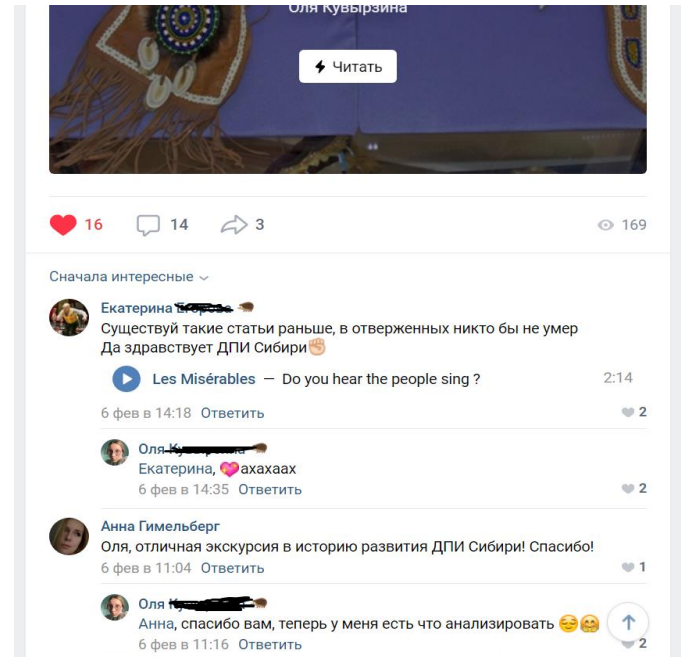 Оля Кувырзина
Читать
16
14
3
169
Сначала интересные
Екатерина
Существуй такие статьи раньше, в отверженных никто бы не умер
Да здравствует ДПИ Сибири
Les Misérables — Do you hear the people sing ?
2:14
6 фев в 14:18 Ответить
2
Оля
Екатерина, ахахаах
6 фев в 14:35 Ответить
2
Анна Гимельберг
Оля, отличная экскурсия в историю развития ДПИ Сибири! Спасибо!
6 фев в 11:04 Ответить
1
Оля
Анна, спасибо вам, теперь у меня есть что анализировать
6 фев в 11:16 Ответить
2